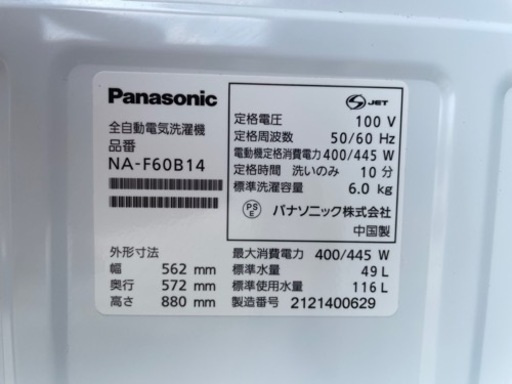 Panasonic
全自動電気洗濯機
品番
NA-F60B14
外形寸法
幅 562 mm
奥行 572 mm
高さ 880 mm
S JET
定格電圧 100 V
定格周波数 50/60 Hz
電動機定格消費電力 400/445 W
定格時間 洗いのみ 10 分
標準洗濯容量 6.0 kg
PSE パナソニック株式会社
中国製
最大消費電力 400/445 W
標準水量 49 L
標準使用水量 116 L
製造番号 2121400629